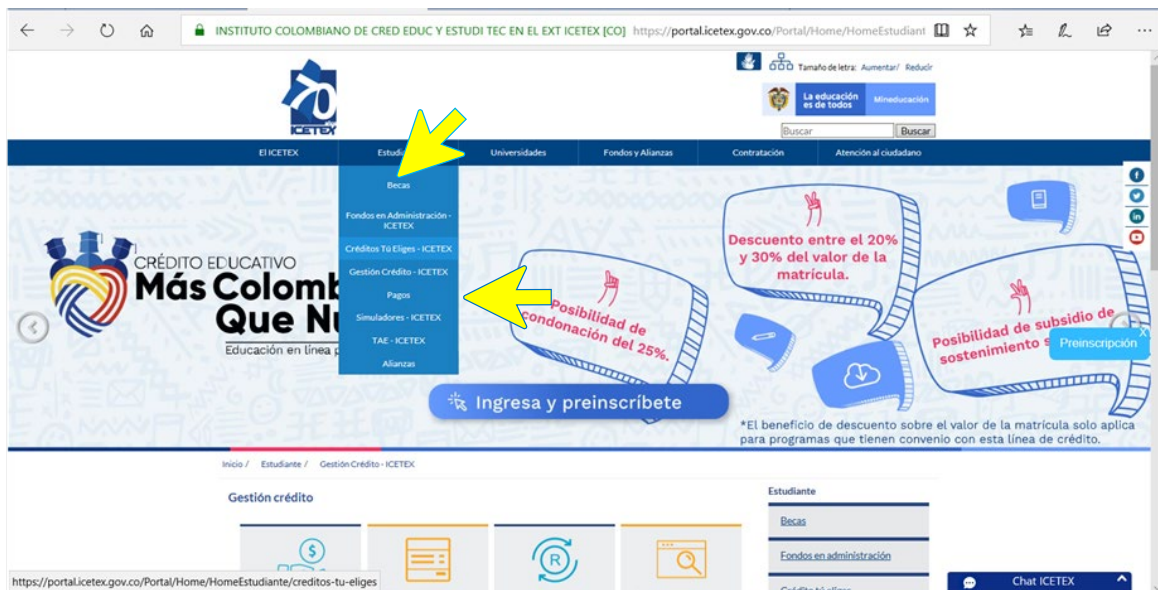 INSTITUTO COLOMBIANO DE CRED EDUC Y ESTUDI TEC EN EL EXT ICETEX [CO] https://portal.icetex.gov.co/Portal/Home/HomeEstudiant
70
ICETEX
Tamaño de letra: Aumentar/ Reducir
La educación
es de todos
Mineducación
Buscar
Buscar
El ICETEX
Universidades
Fondos y Alianzas
Contratación
Atención al ciudadano
Becas
Fondos en Administración -
ICETEX
Créditos Tú Eliges - ICETEX
Gestión Crédito - ICETEX
Pagos
Simuladores - ICETEX
TAE - ICETEX
Alianzas
CRÉDITO EDUCATIVO
Más Colomb
Que Nu
Educación en línea p
Posibilidad de
condonación del 25%.
Descuento entre el 20%
y 30% del valor de la
matrícula.
Posibilidad de subsidio de
sostenimiento s
X
Preinscripción
Ingresa y preinscríbete
*El beneficio de descuento sobre el valor de la matrícula solo aplica
para programas que tienen convenio con esta línea de crédito.
Inicio / Estudiante / Gestión Crédito - ICETEX
Gestión crédito
Estudiante
Becas
Fondos en administración
Crédito tú eliges
$
R
https://portal.icetex.gov.co/Portal/Home/HomeEstudiante/creditos-tu-eliges
Chat ICETEX